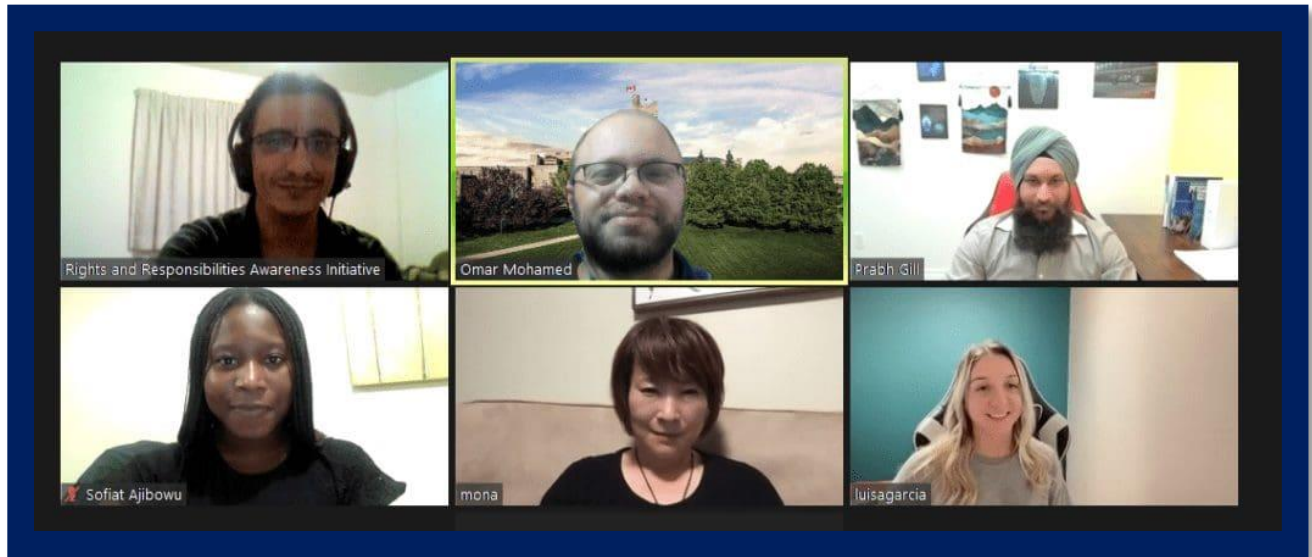 Rights and Responsibilities Awareness Initiative
Omar Mohamed
Prabh Gill
Sofiat Ajibowu
mona
luisagarcia